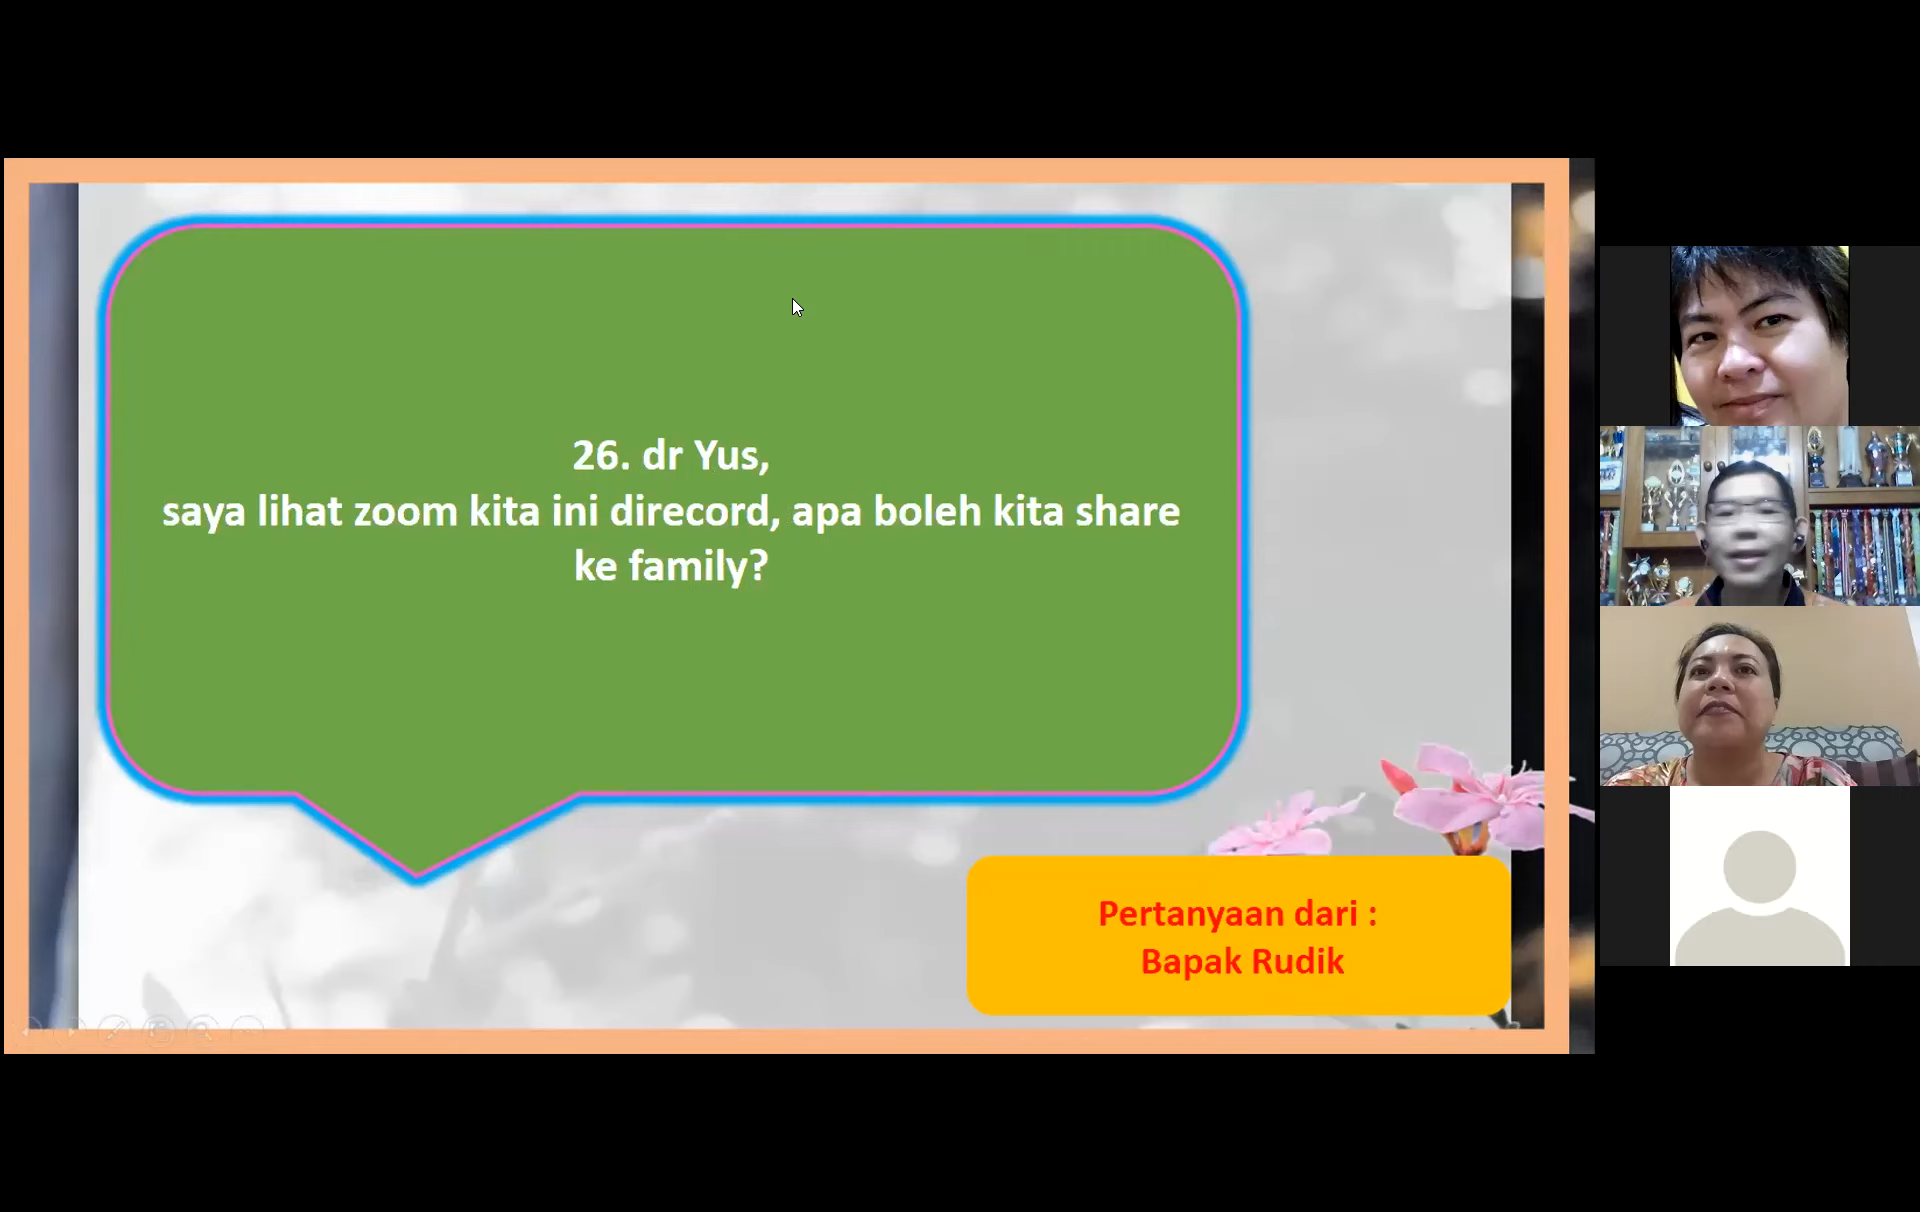 26. dr Yus,
saya lihat zoom kita ini direcord, apa boleh kita share
ke family?
Pertanyaan dari :
Bapak Rudik